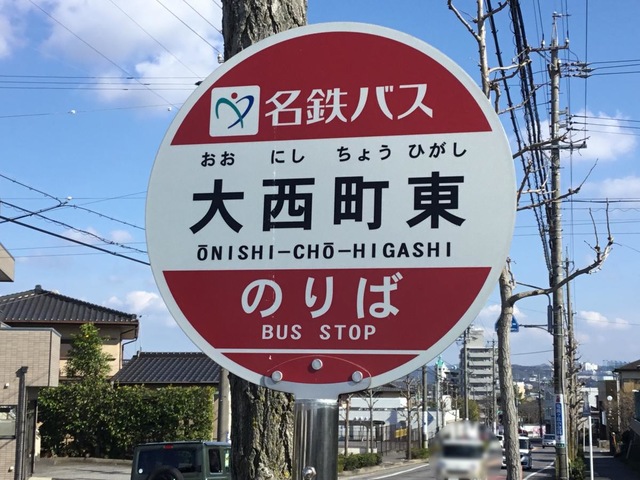 名鉄バス
おお にし ちょう ひがし
大西町東
ŌNISHI-CHŌ-HIGASHI
のりば
BUS STOP